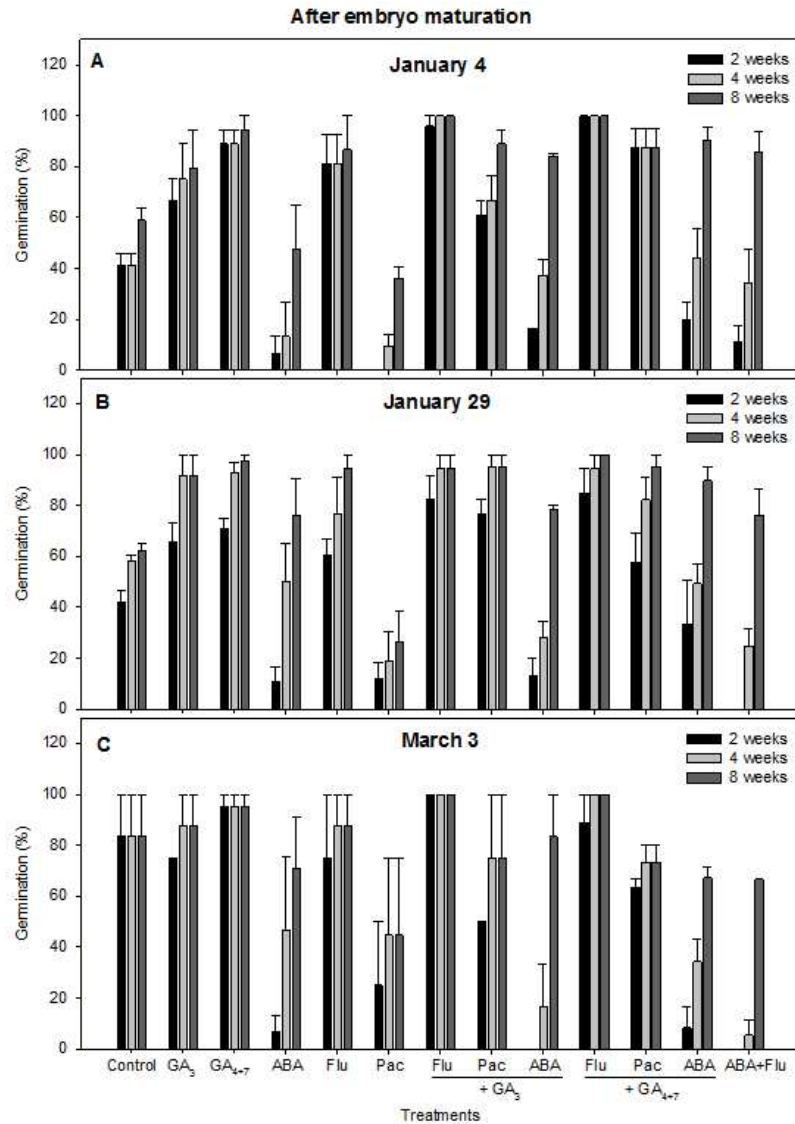 After embryo maturation
A
January 4
2 weeks
4 weeks
8 weeks
120
100
80
60
40
20
0
Germination (%)
B
January 29
2 weeks
4 weeks
8 weeks
120
100
80
60
40
20
0
Germination (%)
C
March 3
2 weeks
4 weeks
8 weeks
120
100
80
60
40
20
0
Germination (%)
Control GA3 GA4+7 ABA Flu Pac Flu Pac ABA Flu Pac ABA ABA+Flu
+ GA3 + GA4+7
Treatments